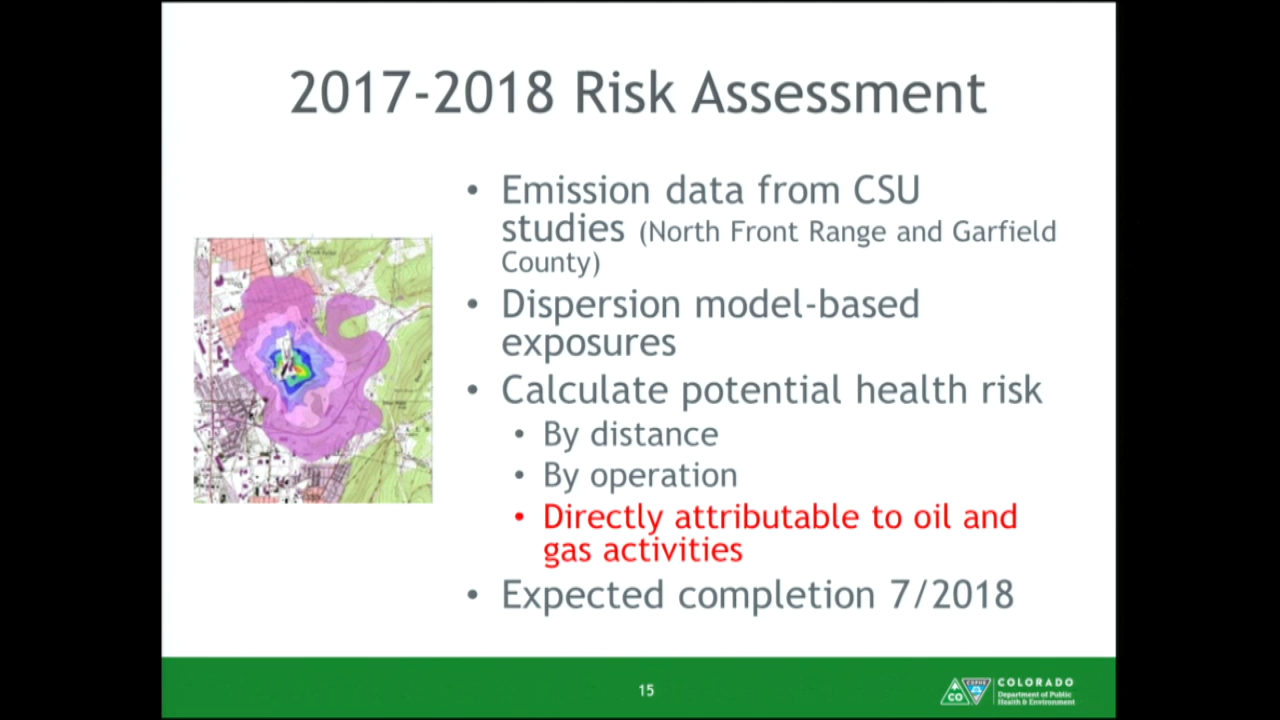 2017-2018 Risk Assessment
• Emission data from CSU
studies (North Front Range and Garfield
County)
• Dispersion model-based
exposures
• Calculate potential health risk
• By distance
• By operation
• Directly attributable to oil and
gas activities
• Expected completion 7/2018
15
CO
CDPHE
COLORADO
Department of Public
Health & Environment